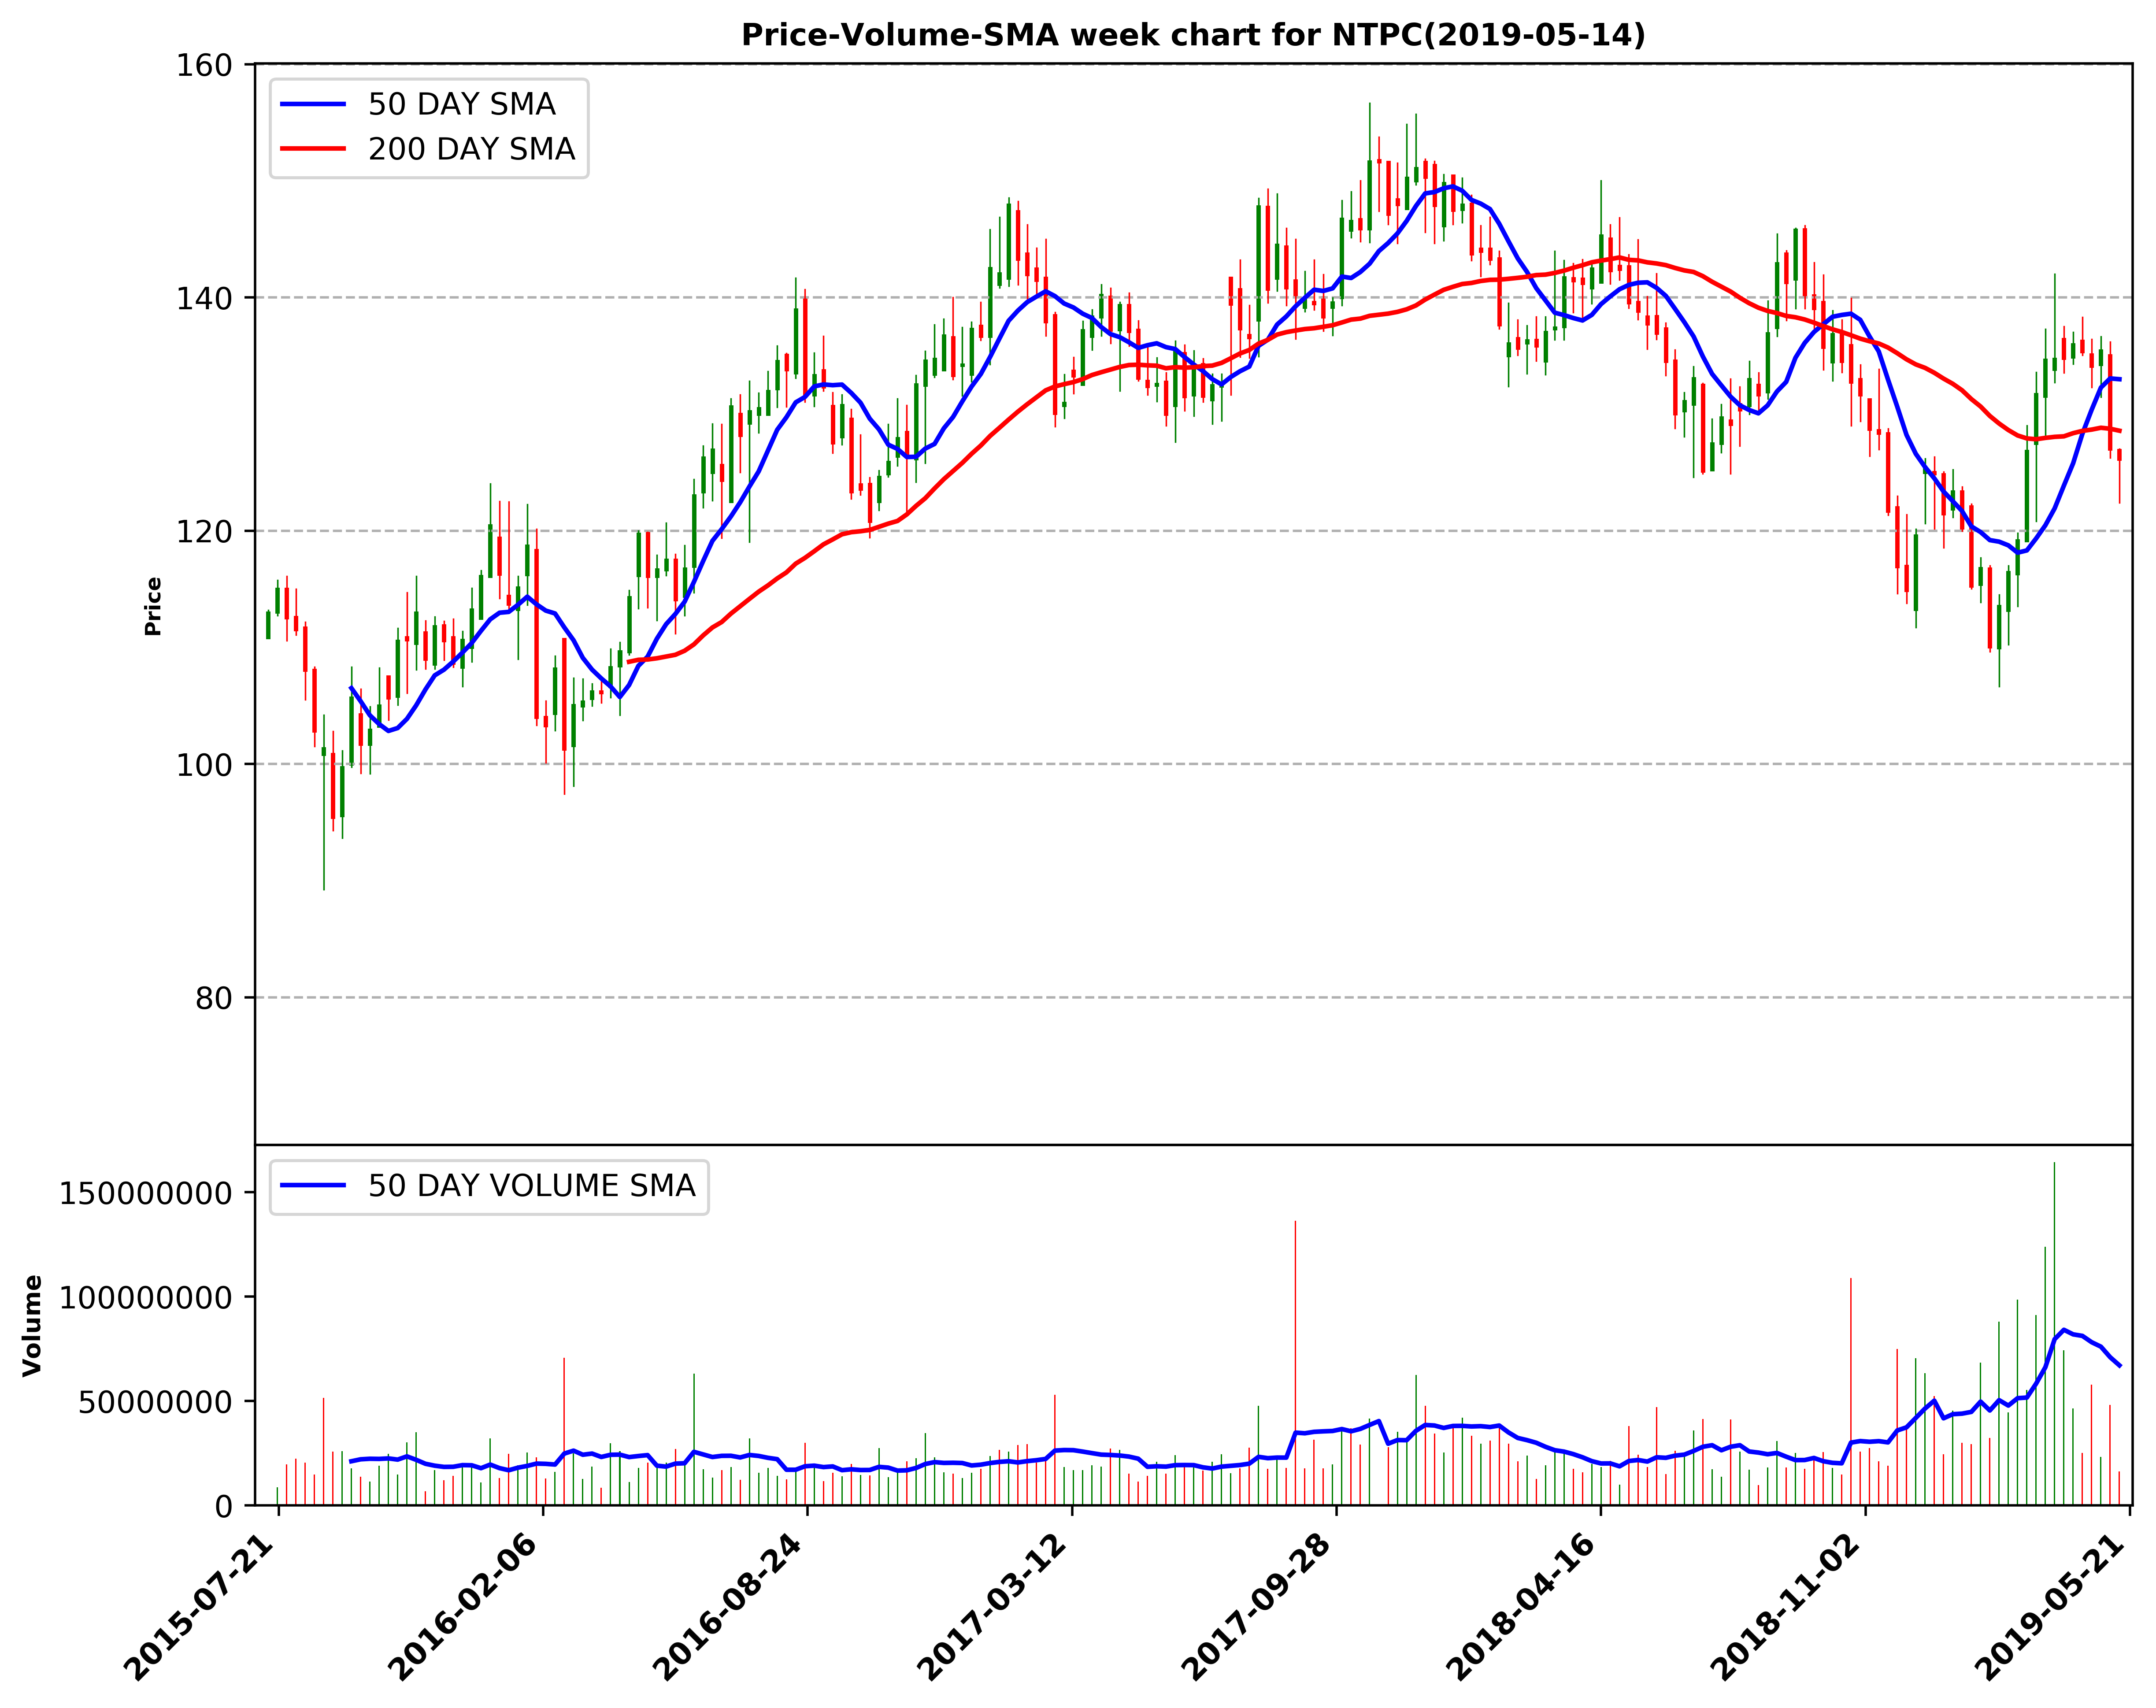 Price-Volume-SMA week chart for NTPC(2019-05-14)
160
50 DAY SMA
200 DAY SMA
140
120
Price
100
80
50 DAY VOLUME SMA
150000000
100000000
Volume
50000000
0
2015-07-21
2016-02-06
2016-08-24
2017-03-12
2017-09-28
2018-04-16
2018-11-02
2019-05-21